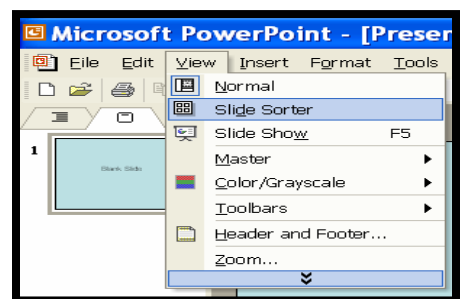 Microsoft PowerPoint - [Preser
File Edit View Insert Format Tools
Normal
Slide Sorter
Slide Show F5
Master
Color/Grayscale
Toolbars
Header and Footer...
Zoom...
1
Blank Slide